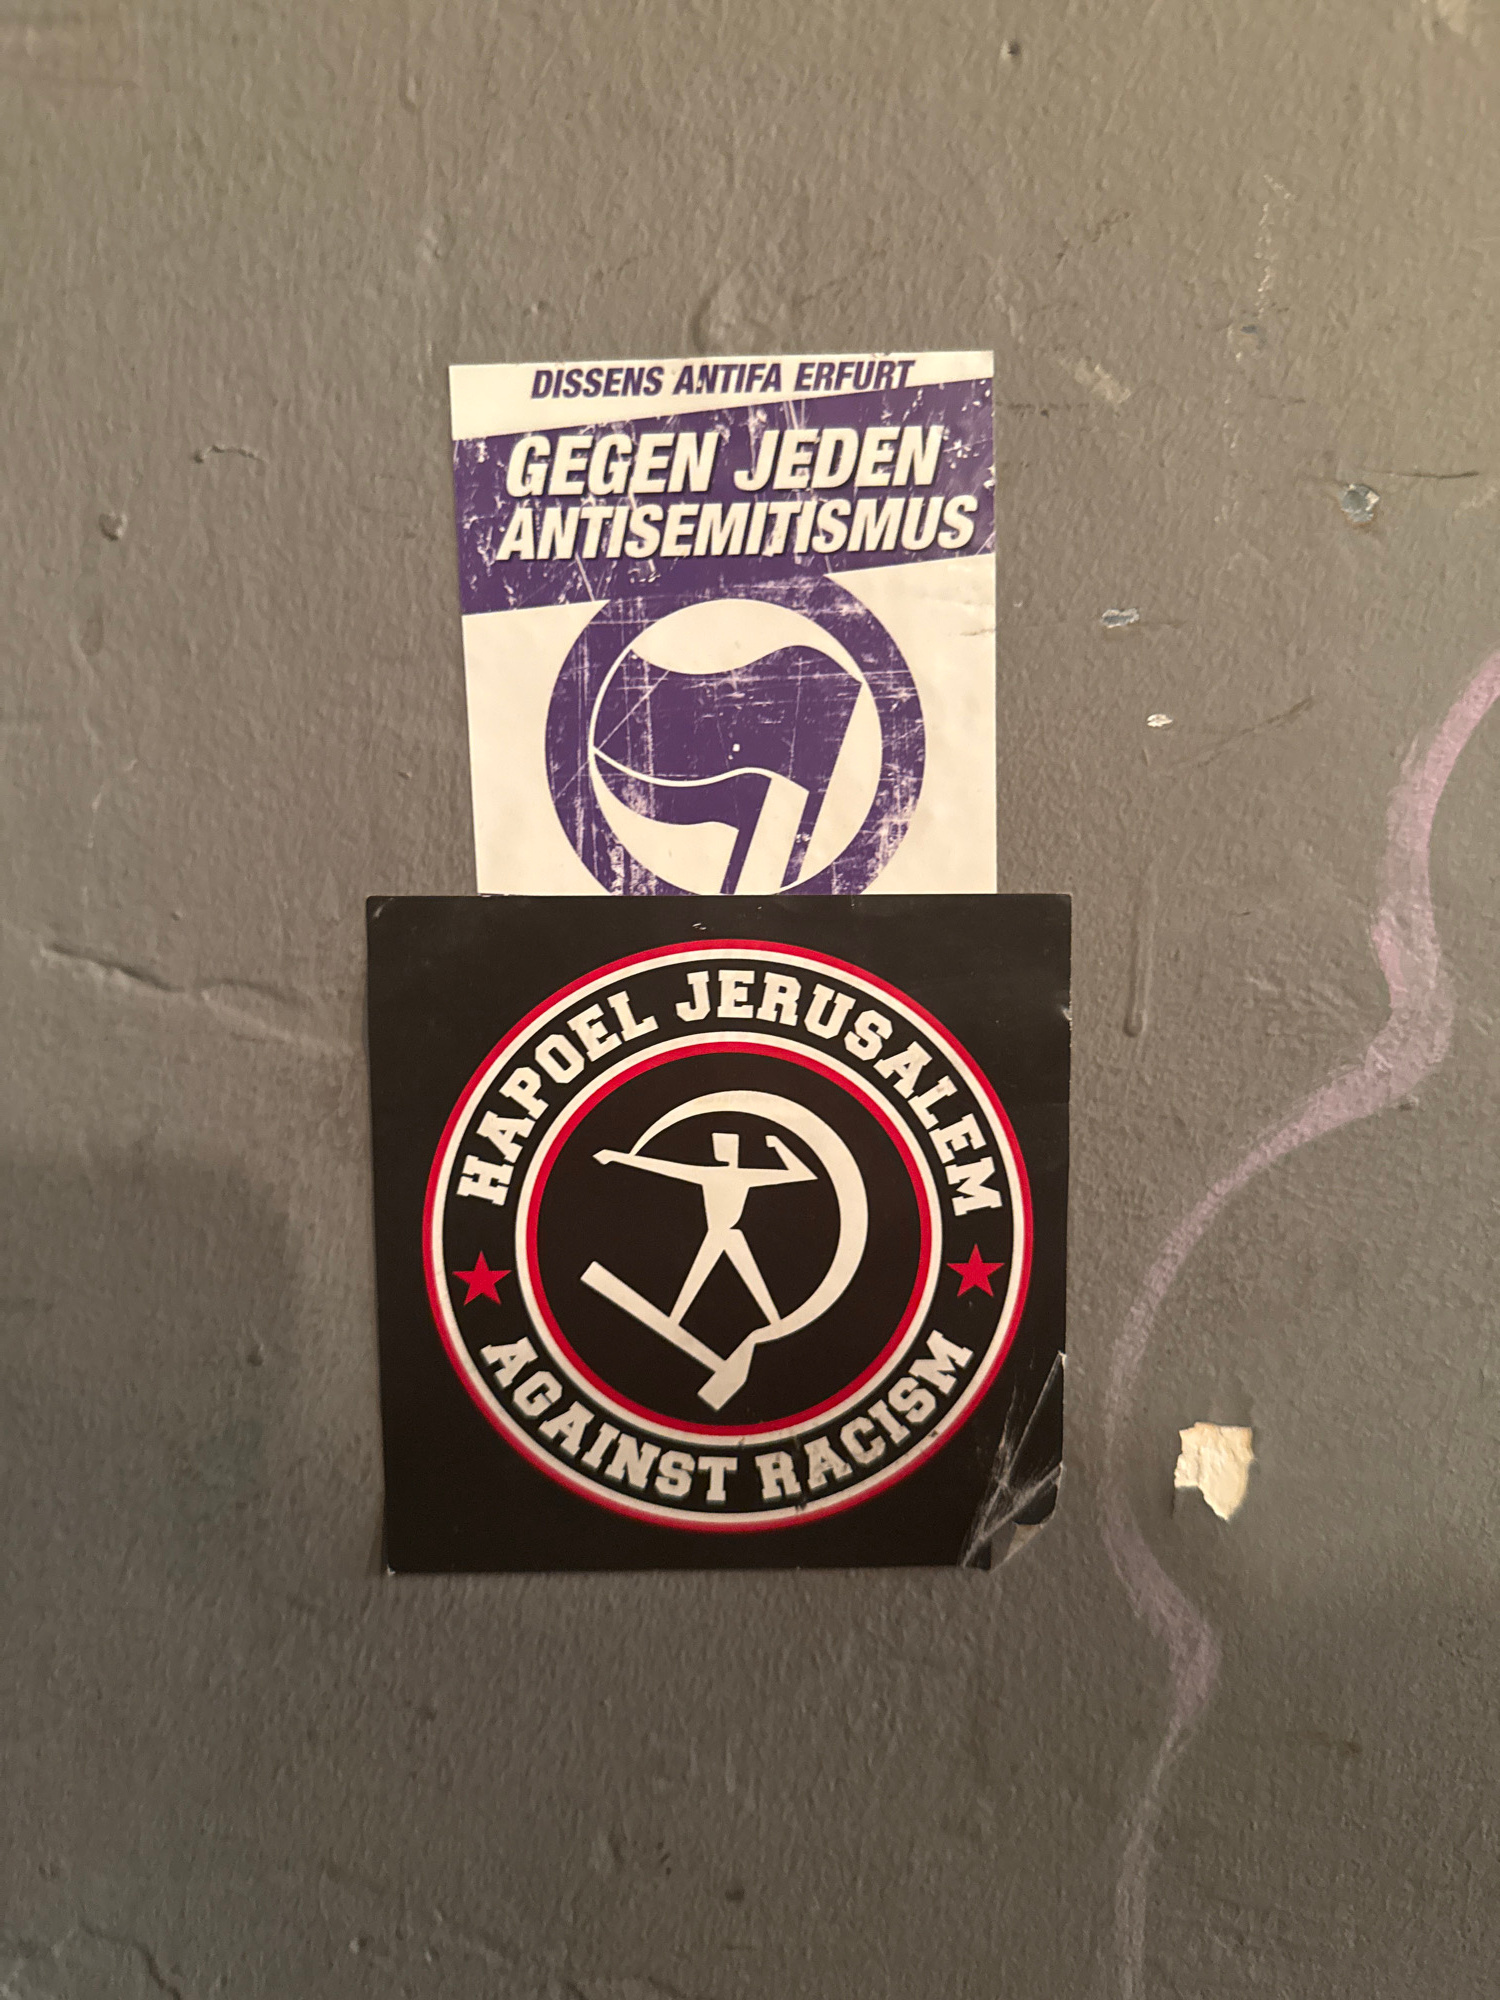 DISSENS ANTIFA ERFURT
GEGEN JEDEN
ANTISEMITISMUS
HAPOEL JERUSALEM
AGAINST RACISM